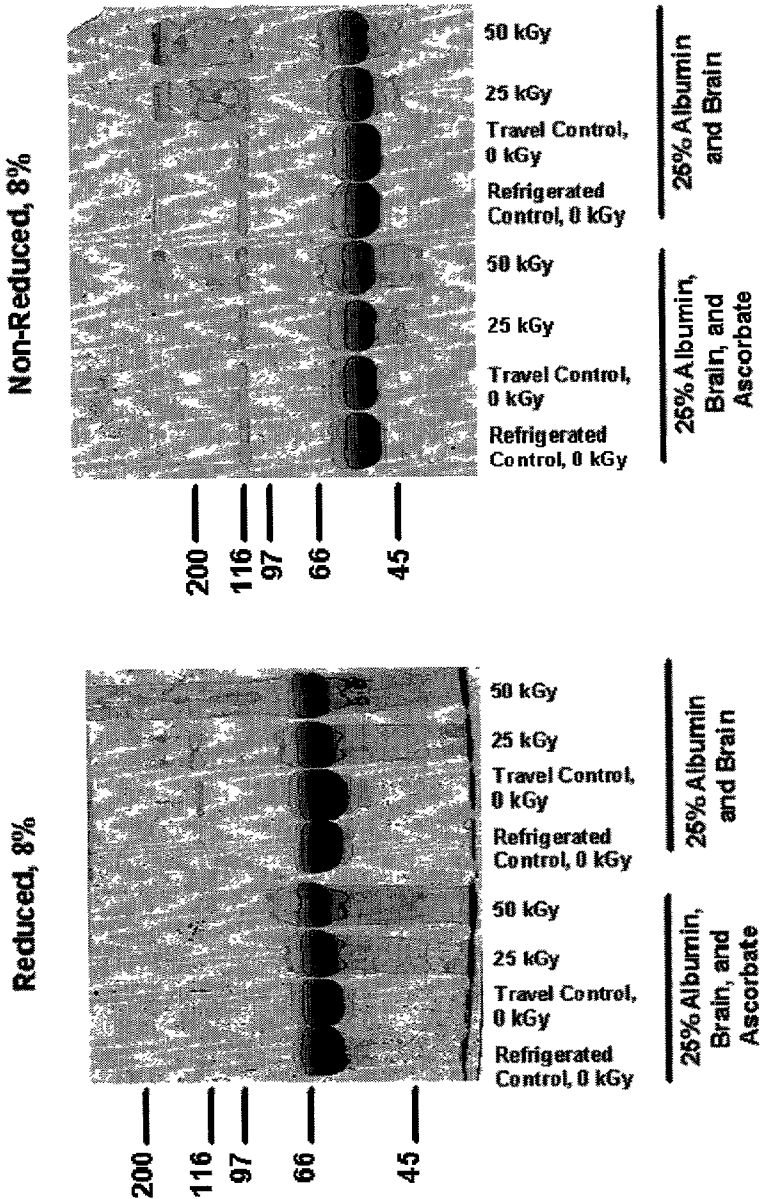 Non-Reduced, 8%
200
116
97
66
45
50 kGy
25 kGy
Travel Control,
0 kGy
Refrigerated
Control, 0 kGy
50 kGy
25 kGy
Travel Control,
0 kGy
Refrigerated
Control, 0 kGy
25% Albumin
and Brain
25% Albumin,
Brain, and
Ascorbate
Reduced, 8%
200
116
97
66
45
50 kGy
25 kGy
Travel Control,
0 kGy
Refrigerated
Control, 0 kGy
50 kGy
25 kGy
Travel Control,
0 kGy
Refrigerated
Control, 0 kGy
25% Albumin
and Brain
25% Albumin,
Brain, and
Ascorbate